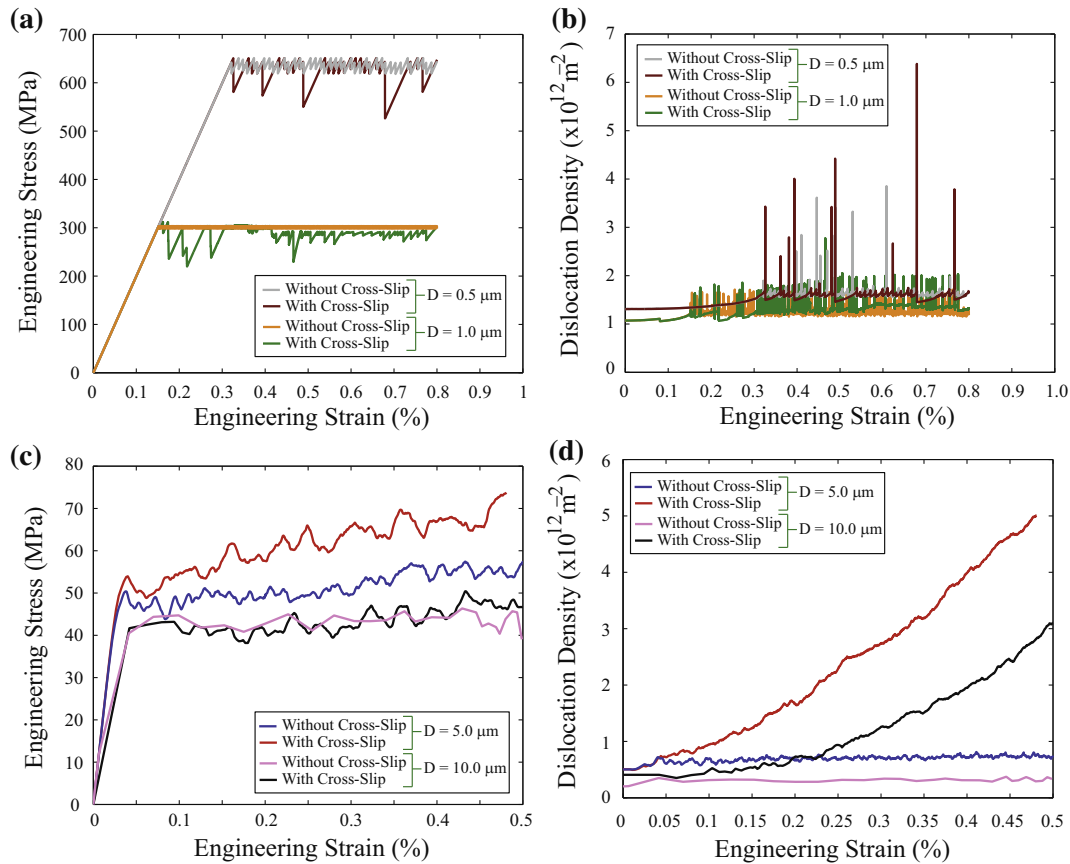 (a)
700
600
500
400
300
200
100
0
0 0.1 0.2 0.3 0.4 0.5 0.6 0.7 0.8 0.9 1
Engineering Stress (MPa)
Engineering Strain (%)
Without Cross-Slip
With Cross-Slip
D = 0.5 μm
Without Cross-Slip
With Cross-Slip
D = 1.0 μm
(b)
7
6
5
4
3
2
1
0
0 0.1 0.2 0.3 0.4 0.5 0.6 0.7 0.8 0.9 1.0
Dislocation Density (x10¹² m⁻²)
Engineering Strain (%)
Without Cross-Slip
With Cross-Slip
D = 0.5 μm
Without Cross-Slip
With Cross-Slip
D = 1.0 μm
(c)
80
70
60
50
40
30
20
10
0
0 0.1 0.2 0.3 0.4 0.5
Engineering Stress (MPa)
Engineering Strain (%)
Without Cross-Slip
With Cross-Slip
D = 5.0 μm
Without Cross-Slip
With Cross-Slip
D = 10.0 μm
(d)
6
5
4
3
2
1
0
0 0.05 0.1 0.15 0.2 0.25 0.3 0.35 0.4 0.45 0.5
Dislocation Density (x10¹² m⁻²)
Engineering Strain (%)
Without Cross-Slip
With Cross-Slip
D = 5.0 μm
Without Cross-Slip
With Cross-Slip
D = 10.0 μm